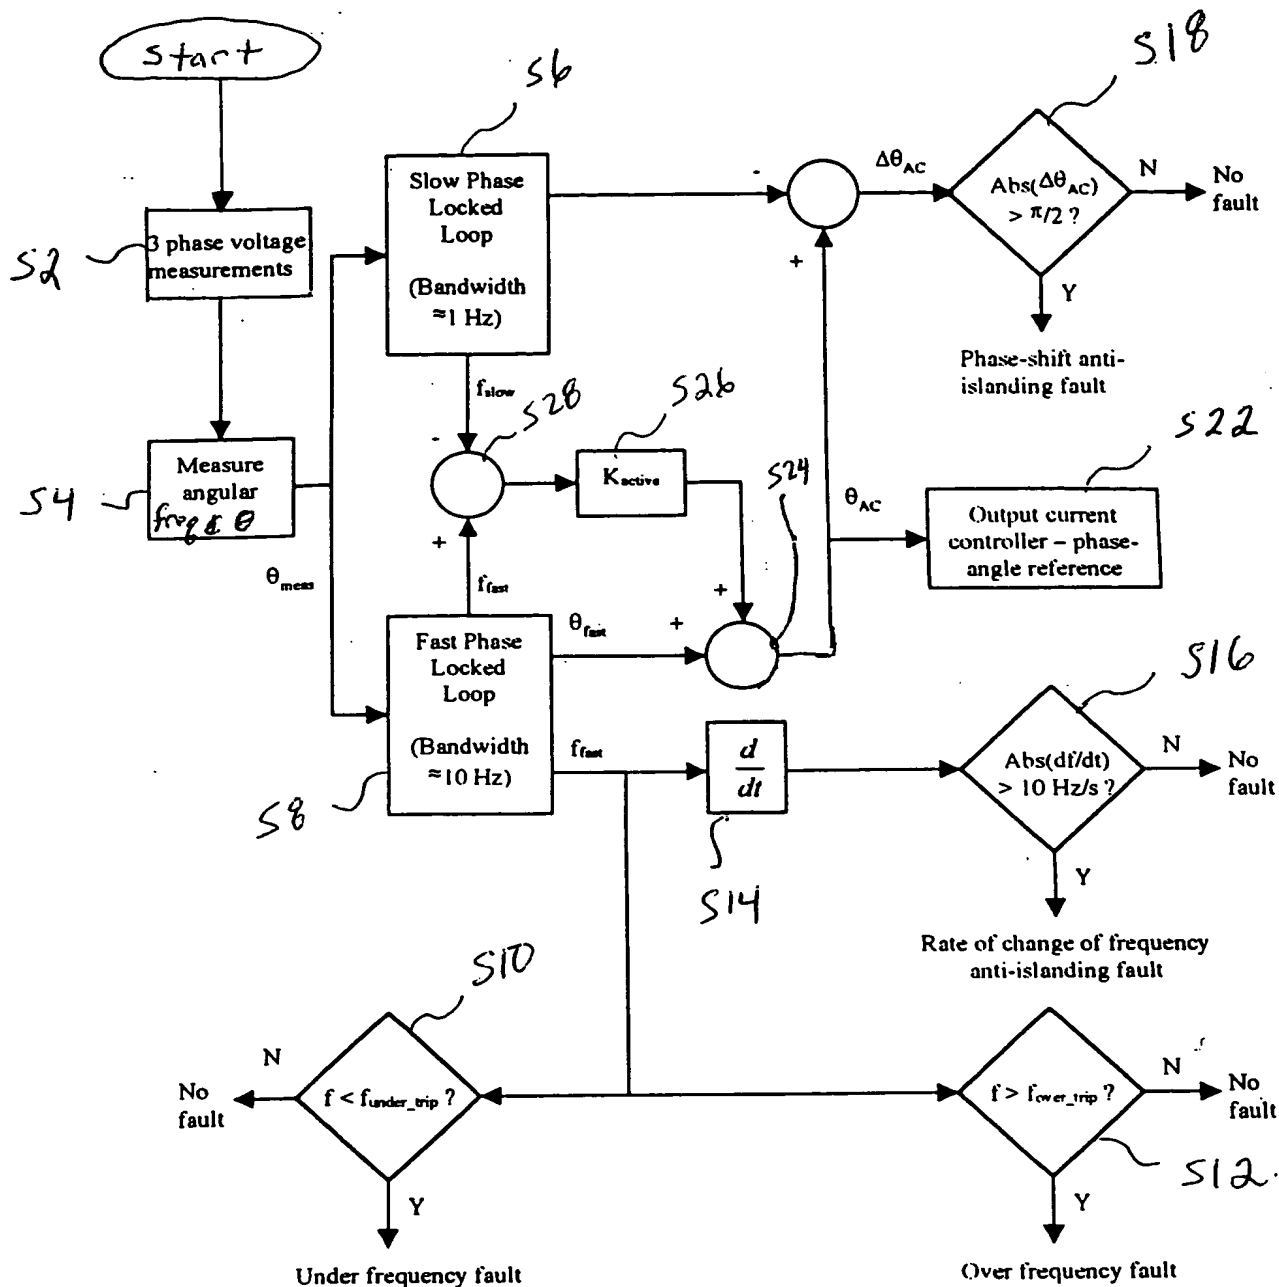 Start
S6
S18
Slow Phase
Locked
Loop
(Bandwidth
≈1 Hz)
-
ΔθAC
Abs(ΔθAC)
> π/2 ?
N
No
fault
+
Y
Phase-shift anti-
islanding fault
S2
3 phase voltage
measurements
fslow
S28
S26
-
Kactive
S24
S22
S4
Measure
angular
freq & θ
θmeas
+
ffast
+
θAC
Output current
controller – phase-
angle reference
Fast Phase
Locked
Loop
(Bandwidth
≈10 Hz)
θfast
+
ffast
d
dt
S16
Abs(df/dt)
> 10 Hz/s ?
N
No
fault
S8
S14
Y
Rate of change of frequency
anti-islanding fault
S10
N
No
fault
f < funder_trip ?
Y
Under frequency fault
f > fover_trip ?
N
No
fault
S12.
Y
Over frequency fault